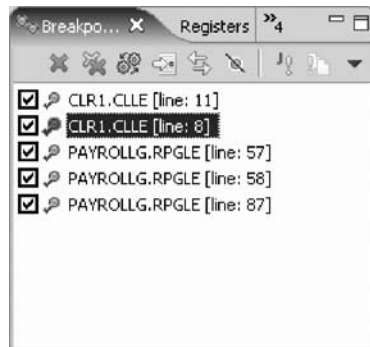 Breakpo... Registers »4
CLR1.CLLE [line: 11]
CLR1.CLLE [line: 8]
PAYROLLG.RPGLE [line: 57]
PAYROLLG.RPGLE [line: 58]
PAYROLLG.RPGLE [line: 87]